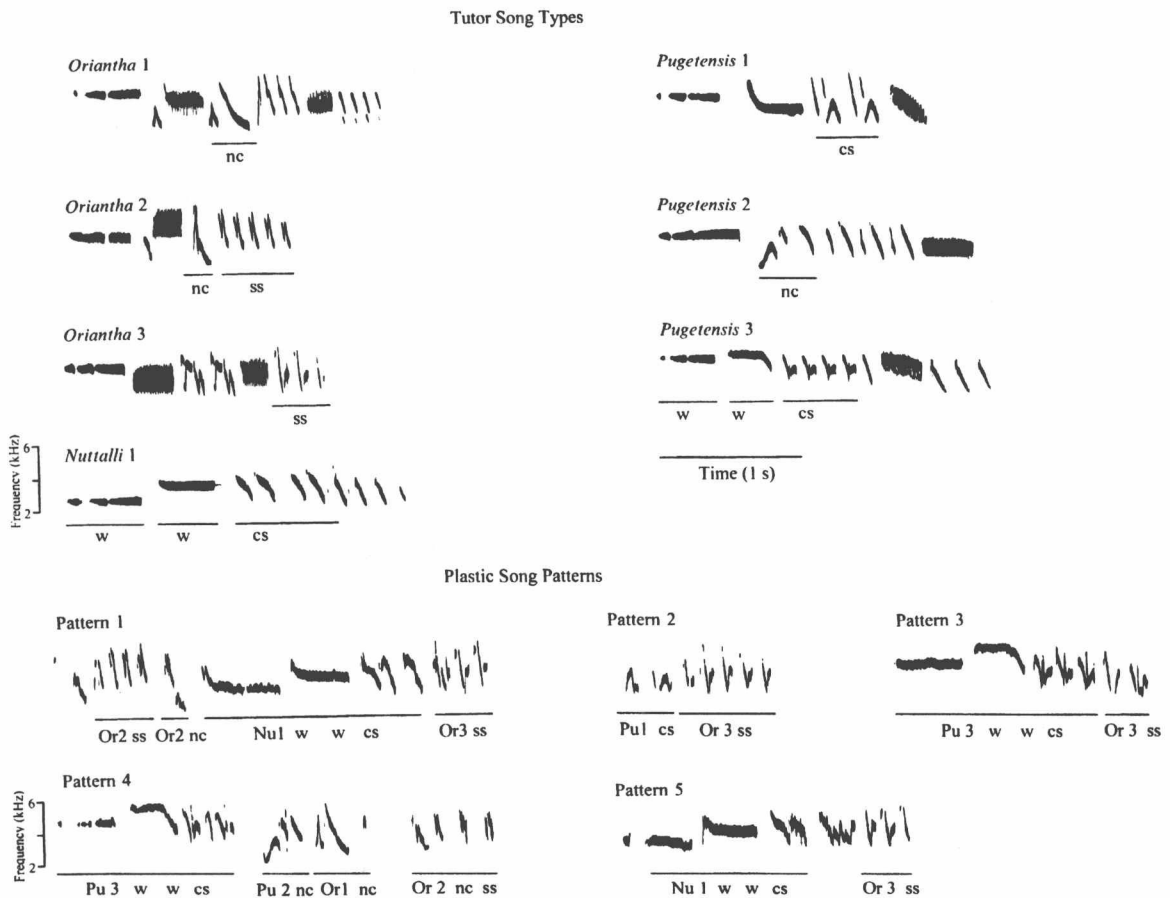 Tutor Song Types
Oriantha 1
nc
Pugetensis 1
cs
Oriantha 2
nc ss
Pugetensis 2
nc
Oriantha 3
ss
Pugetensis 3
w w cs
Time (1 s)
Frequency (kHz)
6
2
Nuttalli 1
w w cs
Plastic Song Patterns
Pattern 1
Or2 ss Or2 nc Nu1 w w cs Or3 ss
Pattern 2
Pu1 cs Or 3 ss
Pattern 3
Pu 3 w w cs Or 3 ss
Pattern 4
Frequency (kHz)
6
4
2
Pu 3 w w cs Pu 2 nc Or1 nc Or 2 nc ss
Pattern 5
Nu 1 w w cs Or 3 ss